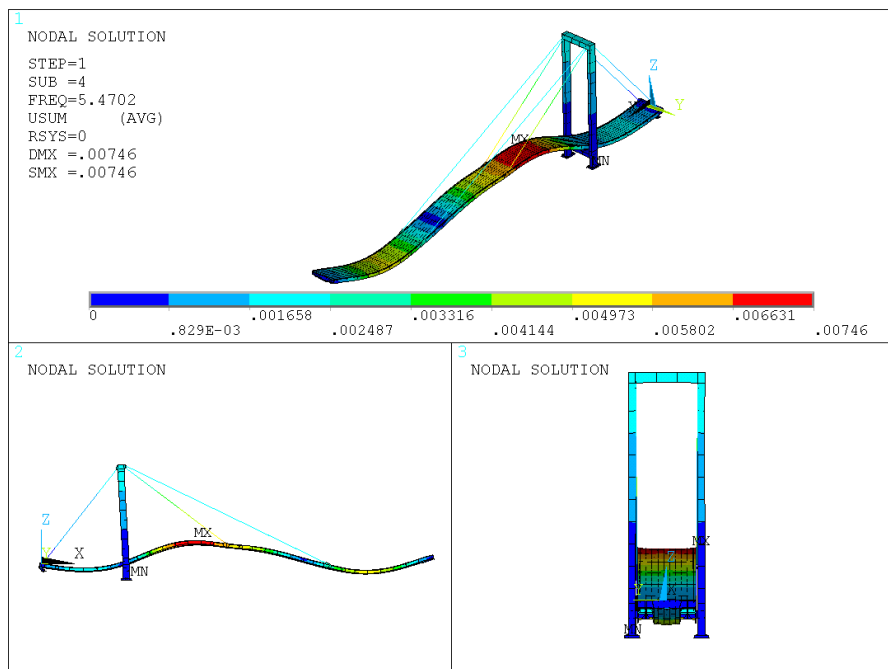 1
NODAL SOLUTION
STEP=1
SUB =4
FREQ=5.4702
USUM (AVG)
RSYS=0
DMX =.00746
SMX =.00746
Z
Y
MX
MN
0 .001658 .003316 .004973 .006631
.829E-03 .002487 .004144 .005802 .00746
2
NODAL SOLUTION
Z
Y
X
MX
MN
3
NODAL SOLUTION
MX
Y
MN